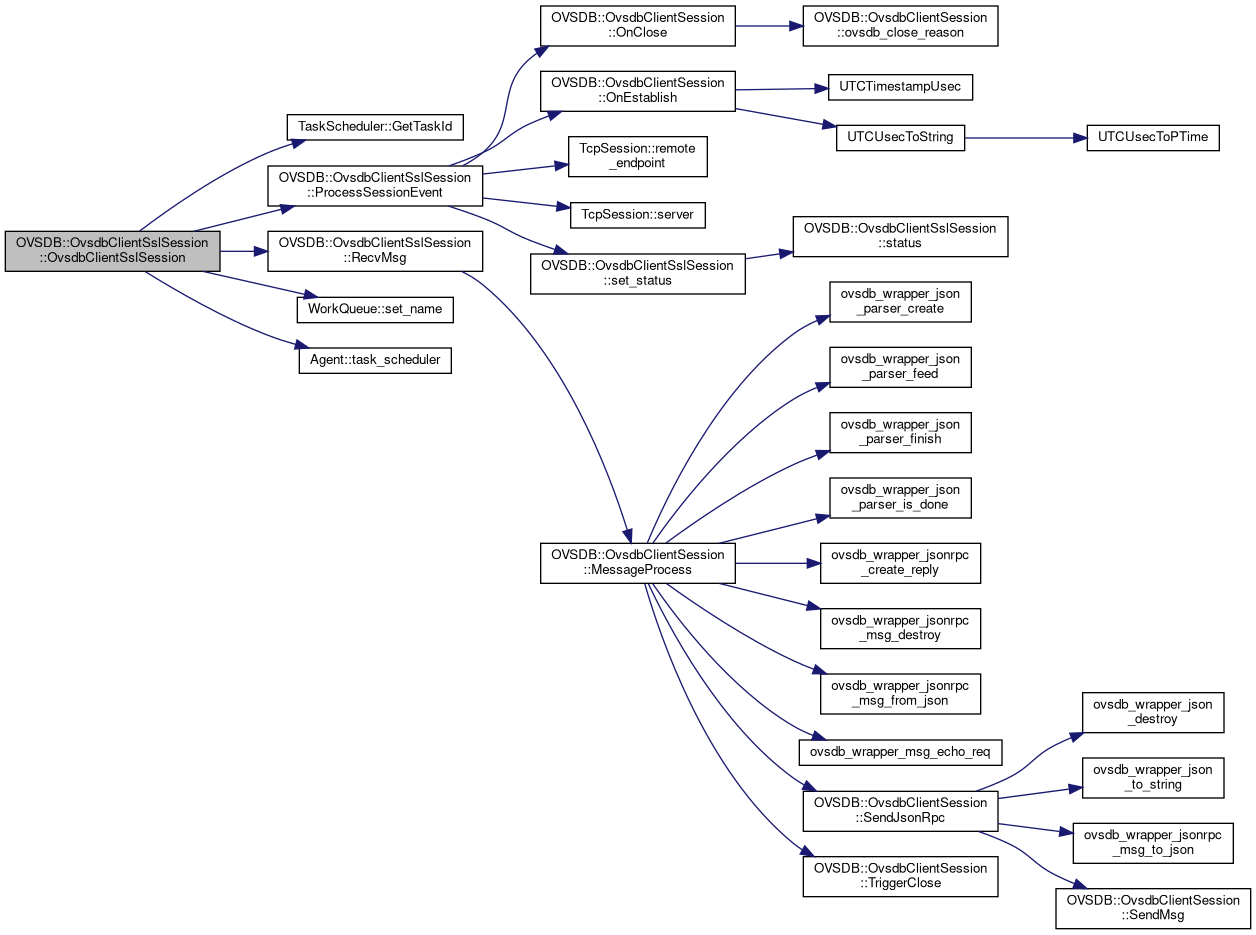 OVSDB::OvsdbClientSslSession
::OvsdbClientSslSession
TaskScheduler::GetTaskId
OVSDB::OvsdbClientSslSession
::ProcessSessionEvent
OVSDB::OvsdbClientSslSession
::RecvMsg
WorkQueue::set_name
Agent::task_scheduler
OVSDB::OvsdbClientSession
::OnClose
OVSDB::OvsdbClientSession
::ovsdb_close_reason
OVSDB::OvsdbClientSession
::OnEstablish
UTCTimestampUsec
UTCUsecToString
UTCUsecToPTime
TcpSession::remote
_endpoint
TcpSession::server
OVSDB::OvsdbClientSslSession
::set_status
OVSDB::OvsdbClientSslSession
::status
OVSDB::OvsdbClientSession
::MessageProcess
ovsdb_wrapper_json
_parser_create
ovsdb_wrapper_json
_parser_feed
ovsdb_wrapper_json
_parser_finish
ovsdb_wrapper_json
_parser_is_done
ovsdb_wrapper_jsonrpc
_create_reply
ovsdb_wrapper_jsonrpc
_msg_destroy
ovsdb_wrapper_jsonrpc
_msg_from_json
ovsdb_wrapper_msg_echo_req
OVSDB::OvsdbClientSession
::SendJsonRpc
OVSDB::OvsdbClientSession
::TriggerClose
ovsdb_wrapper_json
_destroy
ovsdb_wrapper_json
_to_string
ovsdb_wrapper_jsonrpc
_msg_to_json
OVSDB::OvsdbClientSession
::SendMsg